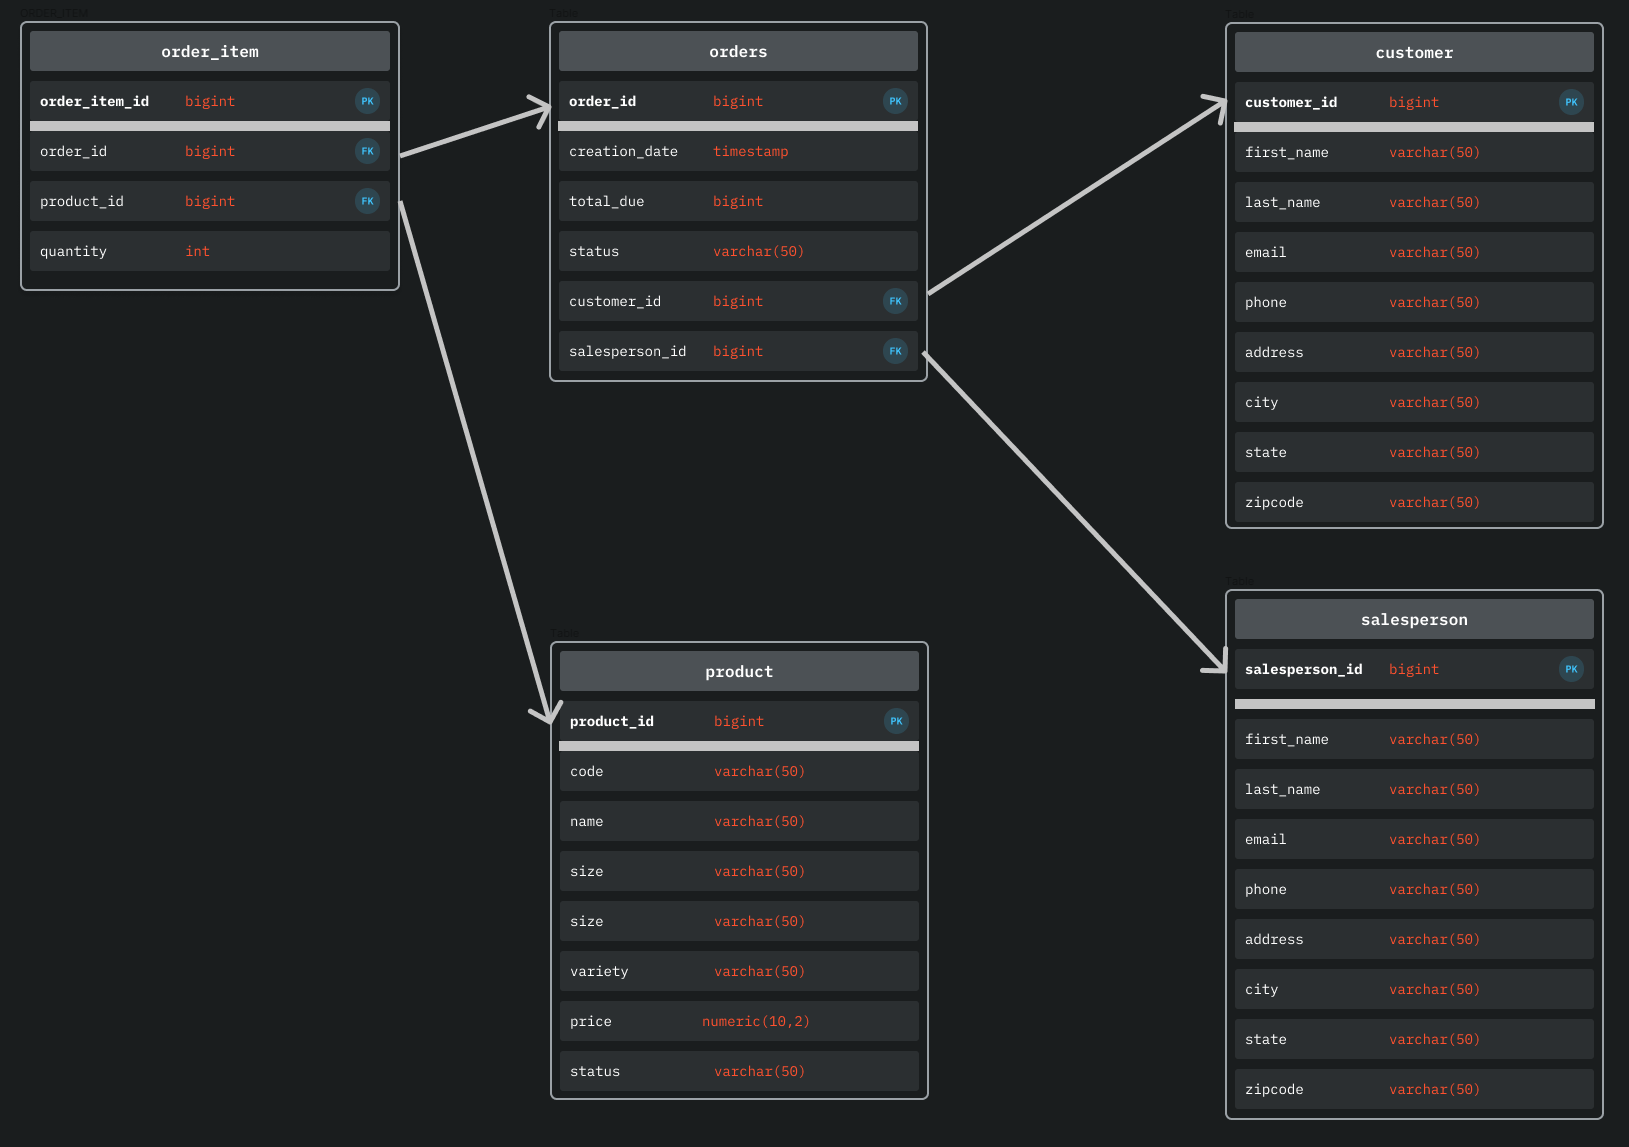 ORDER_ITEM
order_item
order_item_id bigint PK
order_id bigint FK
product_id bigint FK
quantity int
Table
orders
order_id bigint PK
creation_date timestamp
total_due bigint
status varchar(50)
customer_id bigint FK
salesperson_id bigint FK
Table
customer
customer_id bigint PK
first_name varchar(50)
last_name varchar(50)
email varchar(50)
phone varchar(50)
address varchar(50)
city varchar(50)
state varchar(50)
zipcode varchar(50)
Table
product
product_id bigint PK
code varchar(50)
name varchar(50)
size varchar(50)
size varchar(50)
variety varchar(50)
price numeric(10,2)
status varchar(50)
Table
salesperson
salesperson_id bigint PK
first_name varchar(50)
last_name varchar(50)
email varchar(50)
phone varchar(50)
address varchar(50)
city varchar(50)
state varchar(50)
zipcode varchar(50)